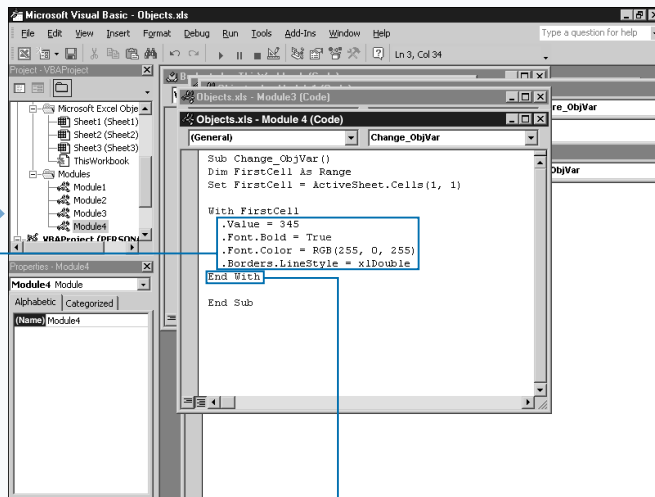 Microsoft Visual Basic - Objects.xls
File Edit View Insert Format Debug Run Tools Add-Ins Window Help
Type a question for help
Ln 3, Col 34
Project - VBAProject
Microsoft Excel Obje
Sheet1 (Sheet1)
Sheet2 (Sheet2)
Sheet3 (Sheet3)
ThisWorkbook
Modules
Module1
Module2
Module3
Module4
VBAProject (PERSON
Properties - Module4
Module4 Module
Alphabetic Categorized
(Name) Module4
Objects.xls - Module3 (Code)
re_ObjVar
ObjVar
Objects.xls - Module 4 (Code)
(General) Change_ObjVar
Sub Change_ObjVar()
Dim FirstCell As Range
Set FirstCell = ActiveSheet.Cells(1, 1)
With FirstCell
.Value = 345
.Font.Bold = True
.Font.Color = RGB(255, 0, 255)
.Borders.LineStyle = xlDouble
End With
End Sub